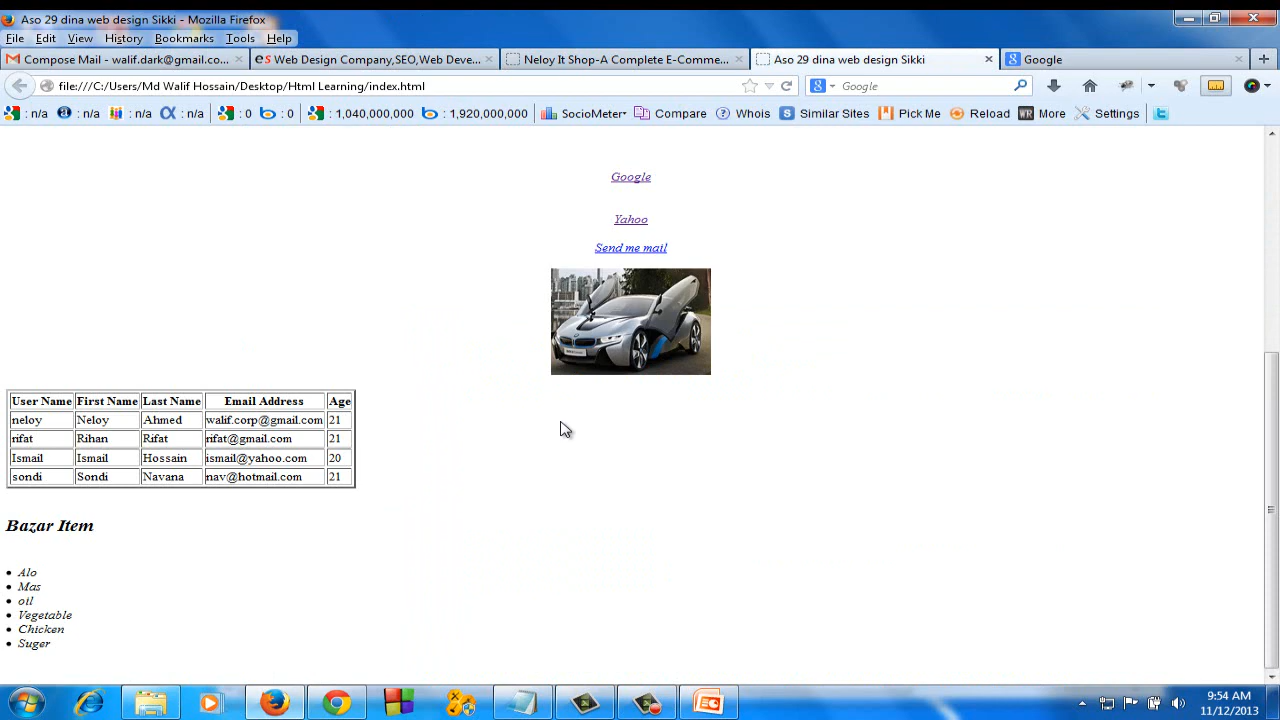 Aso 29 dina web design Sikki - Mozilla Firefox
File Edit View History Bookmarks Tools Help
Compose Mail - walif.dark@gmail.co... Web Design Company,SEO,Web Deve... Neloy It Shop-A Complete E-Comme... Aso 29 dina web design Sikki Google
file:///C:/Users/Md Walif Hossain/Desktop/Html Learning/index.html Google
: n/a : n/a : n/a : n/a : 0 : 0 : 1,040,000,000 : 1,920,000,000 SocioMeter Compare Whois Similar Sites Pick Me Reload More Settings
Google
Yahoo
Send me mail
User Name First Name Last Name Email Address Age
neloy Neloy Ahmed walif.corp@gmail.com 21
rifat Rihan Rifat rifat@gmail.com 21
Ismail Ismail Hossain ismail@yahoo.com 20
sondi Sondi Navana nav@hotmail.com 21
Bazar Item
• Alo
• Mas
• oil
• Vegetable
• Chicken
• Suger
9:54 AM
11/12/2013